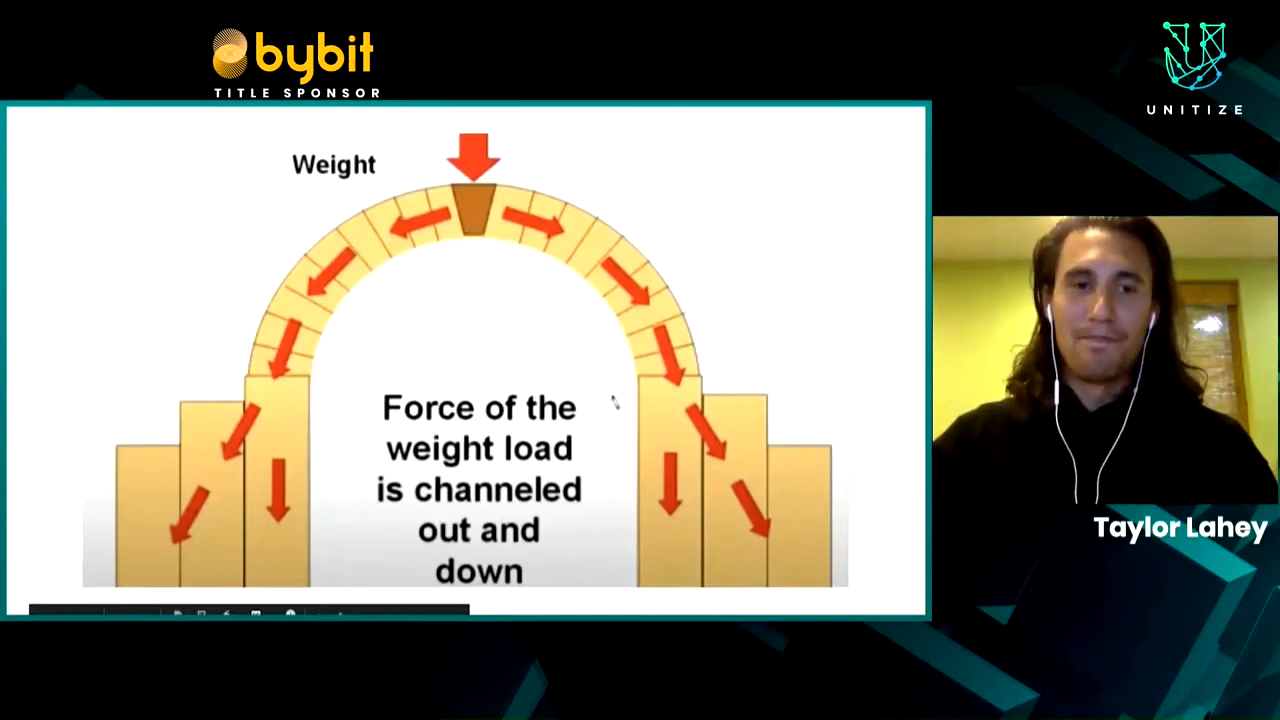 bybit
TITLE SPONSOR
UNITIZE
Weight
Force of the
weight load
is channeled
out and
down
Taylor Lahey